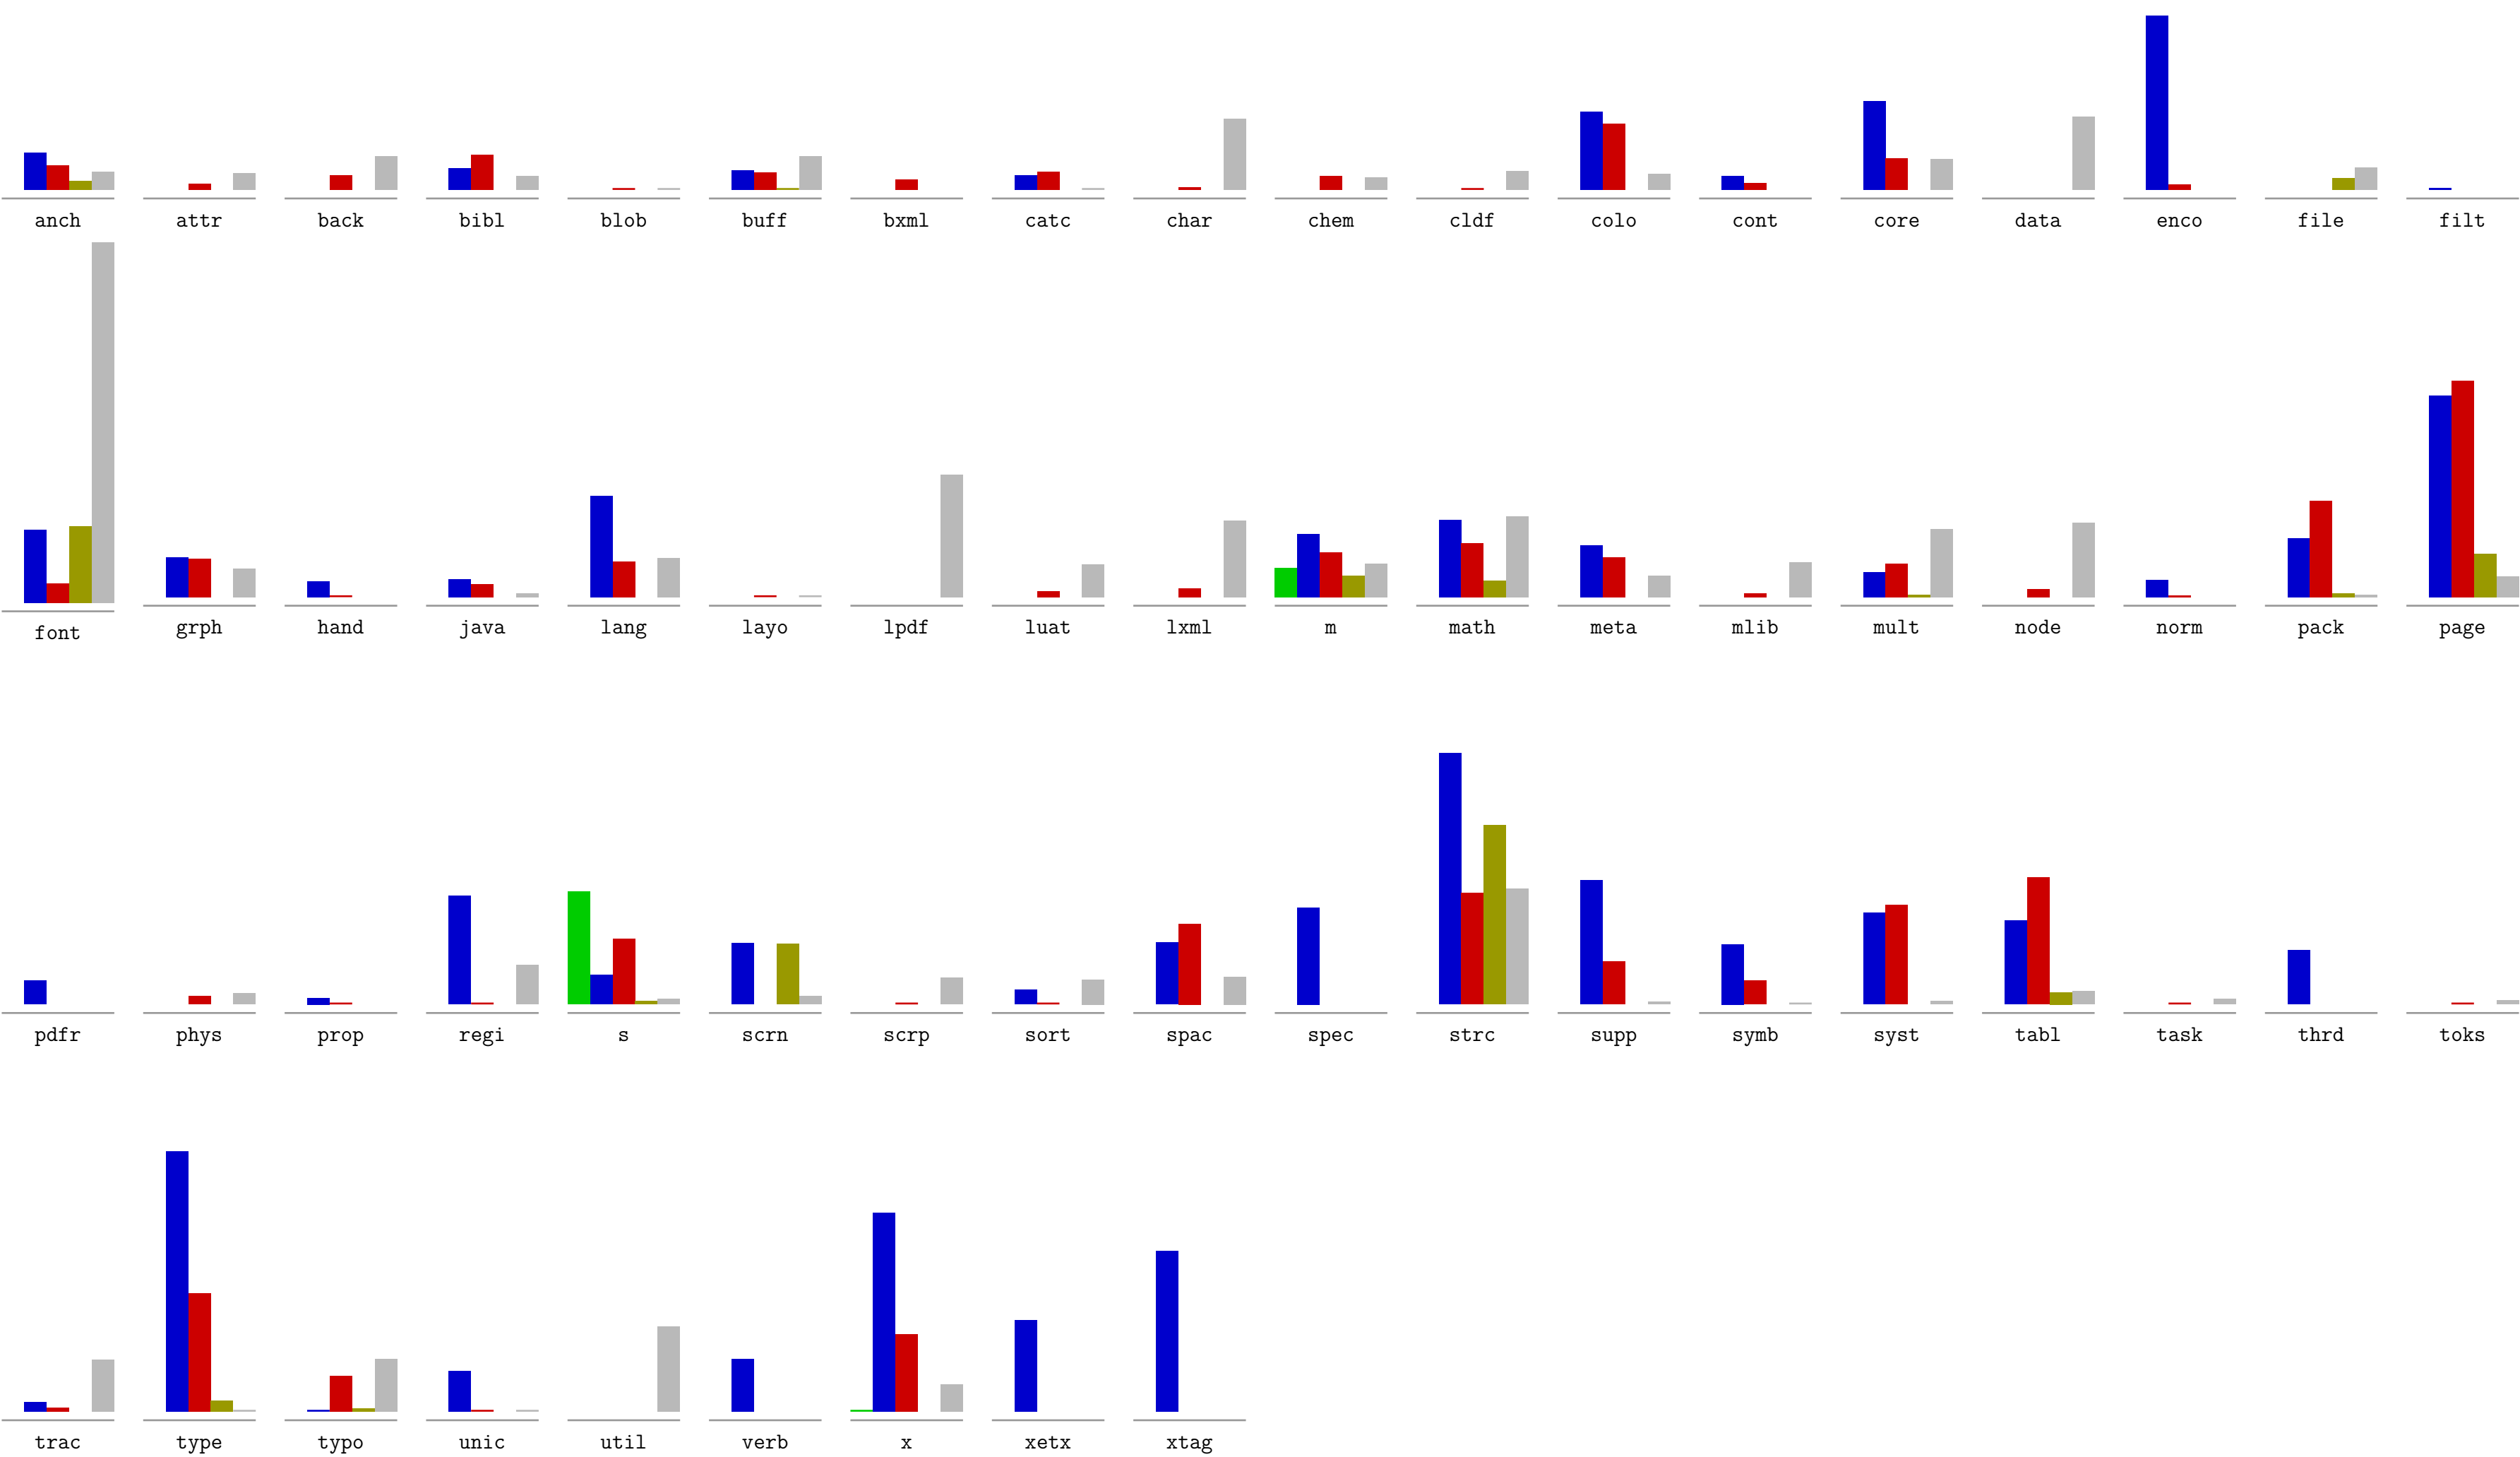 anch attr back bibl blob buff bxml catc char chem cldf colo cont core data enco file filt
font grph hand java lang layo lpdf luat lxml m math meta mlib mult node norm pack page
pdfr phys prop regi s scrn scrp sort spac spec strc supp symb syst tabl task thrd toks
trac type typo unic util verb x xetx xtag